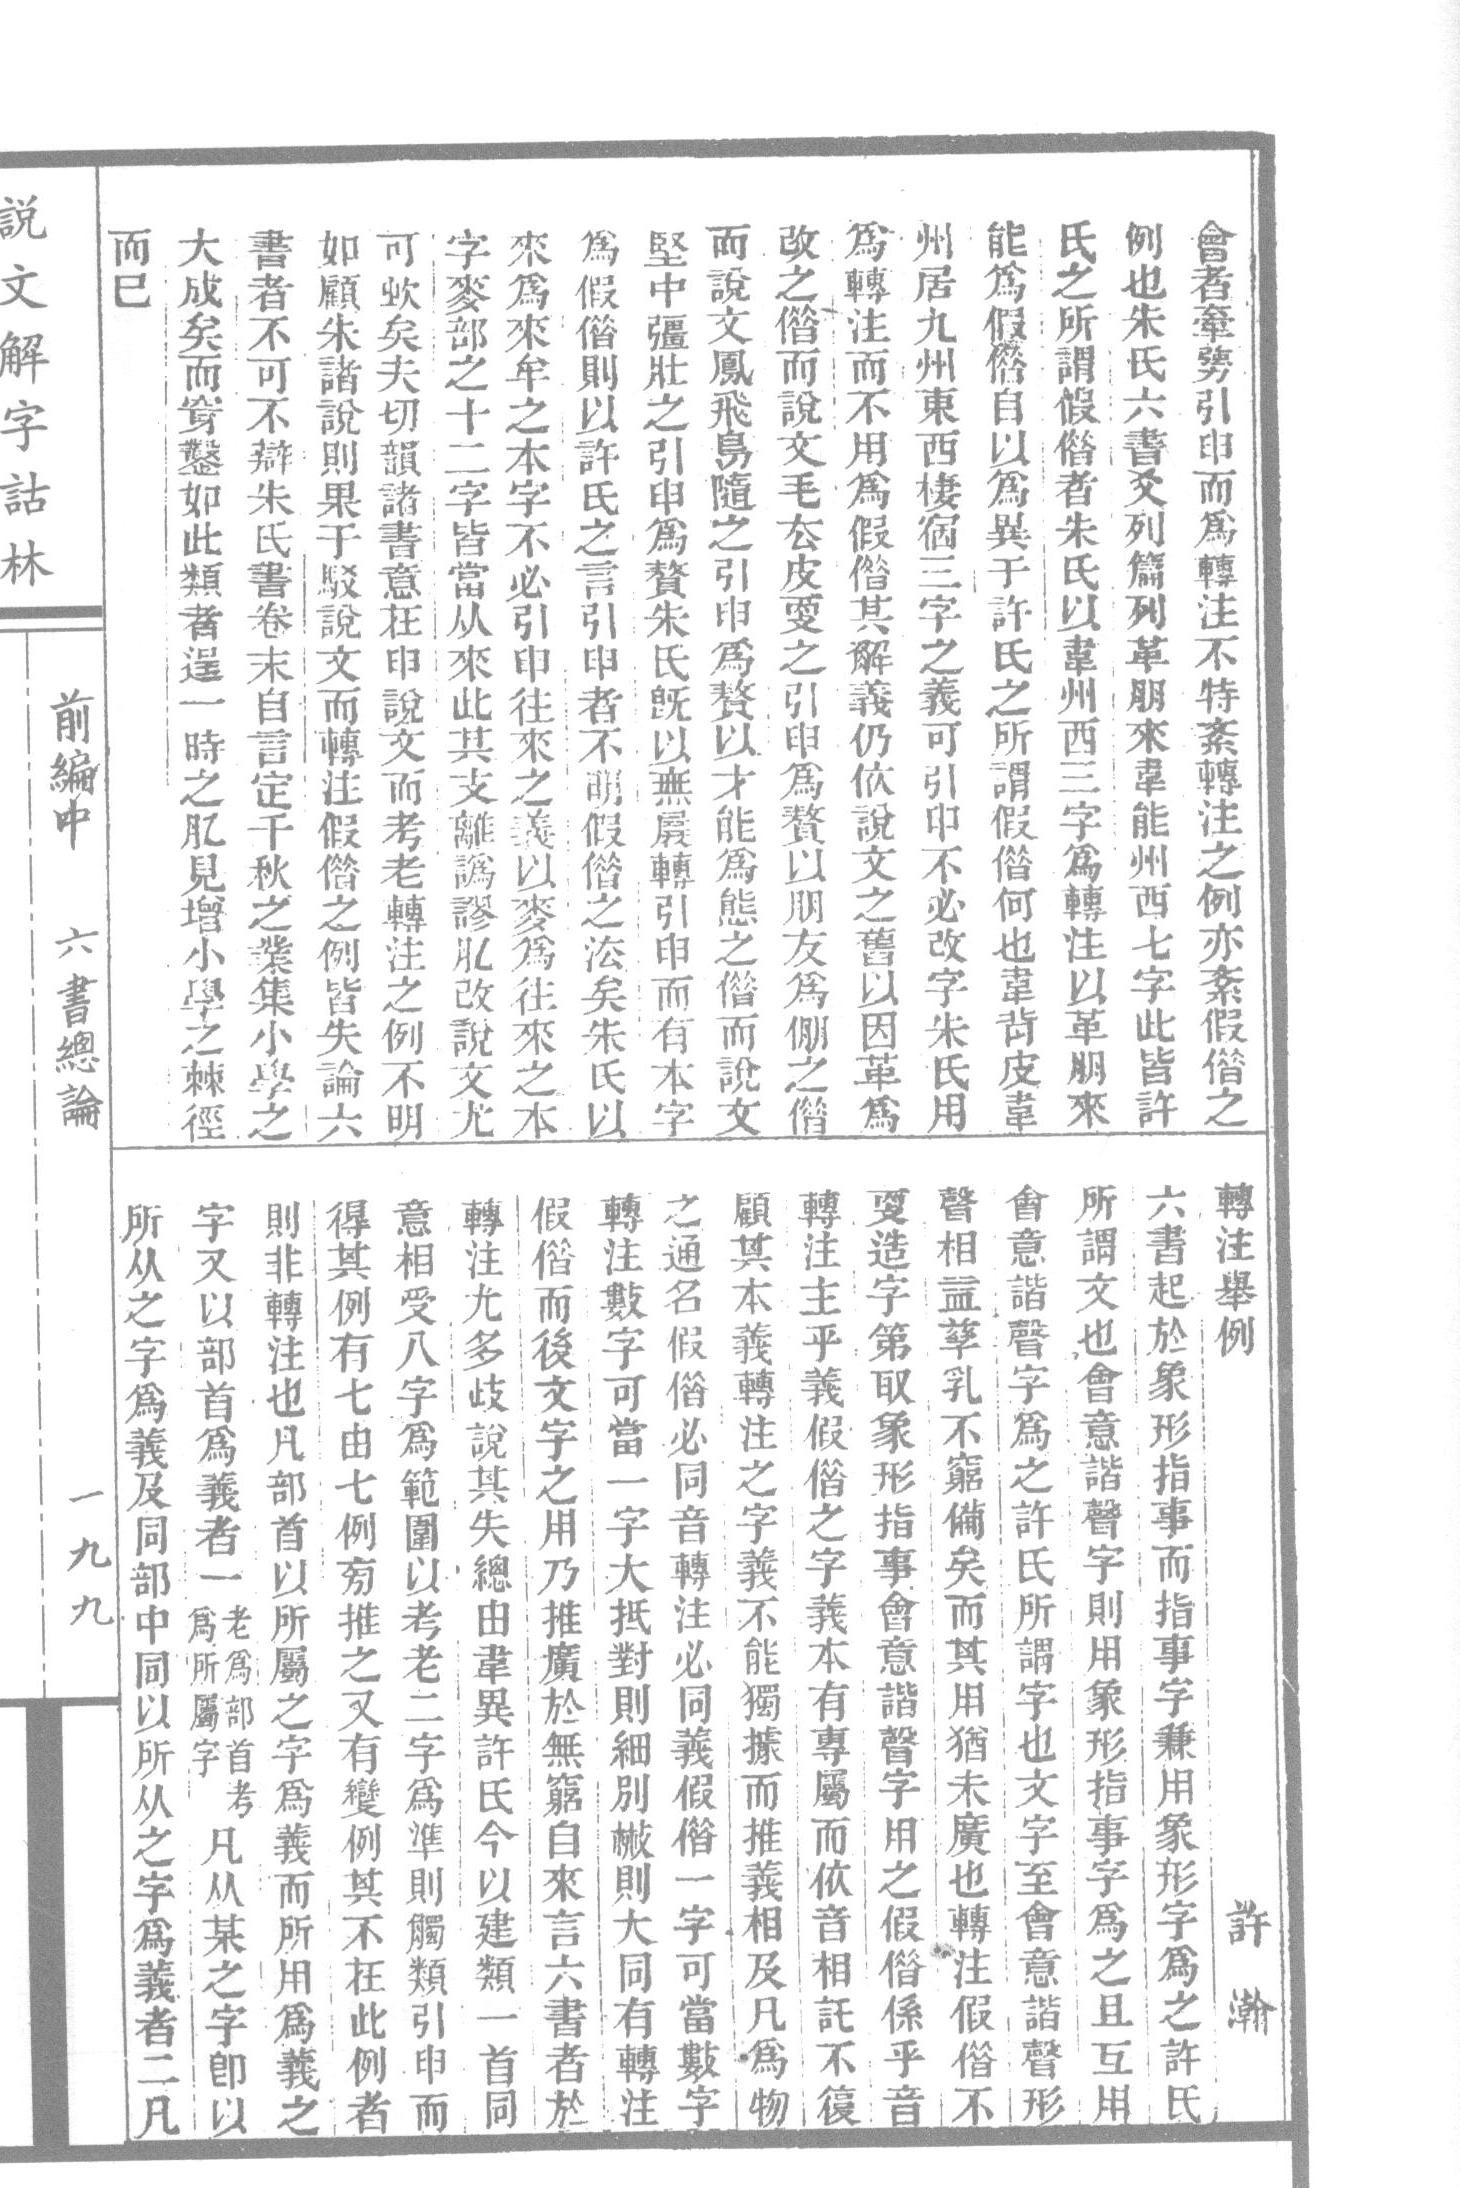 會者牽彎引申而爲轉注不特紊轉注之例亦紊假借之
例也朱氏六書爻列篇列革朋來韋能州西七字此皆許
氏之所謂假借者朱氏以韋州西三字爲轉注以革朋來
能爲假借自以爲異于許氏之所謂假借何也韋背皮韋
州居九州東西棲宿三字之義可引申不必改字朱氏用
爲轉注而不用爲假借其解義仍依說文之舊以因革爲
改之借而說文毛去皮更之引申爲贅以朋友爲倗之借
而說文鳳飛鳥隨之引申爲贅以才能爲態之借而說文
堅中彊壯之引申爲贅朱氏旣以無屬轉引申而有本字
爲假借則以許氏之言引申者不明假借之法矣朱氏以
來爲來牟之本字不必引申往來之義以麥爲往來之本
字麥部之十二字皆當从來此其支離譌謬肊改說文尤
可欸矣夫切韻諸書意在申說文而考老轉注之例不明
如顧朱諸說則果于駁說文而轉注假借之例皆失論六
書者不可不辯朱氏書卷末自言定千秋之業集小學之
大成矣而穿鑿如此類者逞一時之肊見增小學之棘徑
而已
轉注舉例
許瀚
六書起於象形指事而指事字兼用象形字爲之許氏
所謂文也會意諧聲字則用象形指事字爲之且互用
會意諧聲字爲之許氏所謂字也文字至會意諧聲形
聲相益孳乳不窮備矣而其用猶未廣也轉注假借不
更造字第取象形指事會意諧聲字用之假借係乎音
轉注主乎義假借之字義本有專屬而依音相託不復
顧其本義轉注之字義不能獨據而推義相及凡爲物
之通名假借必同音轉注必同義假借一字可當數字
轉注數字可當一字大抵對則細別㪔則大同有轉注
假借而後文字之用乃推廣於無窮自來言六書者於
轉注尤多歧說其失總由韋異許氏今以建類一首同
意相受八字爲範圍以考老二字爲準則觸類引申而
得其例有七由七例旁推之又有變例其不在此例者
則非轉注也凡部首以所屬之字爲義而所用爲義之
字又以部首爲義者一老爲部首考爲所屬字凡从某之字卽以
所从之字爲義及同部中同以所从之字爲義者二凡
說文解字詁林
前編中
六書總論
一九九